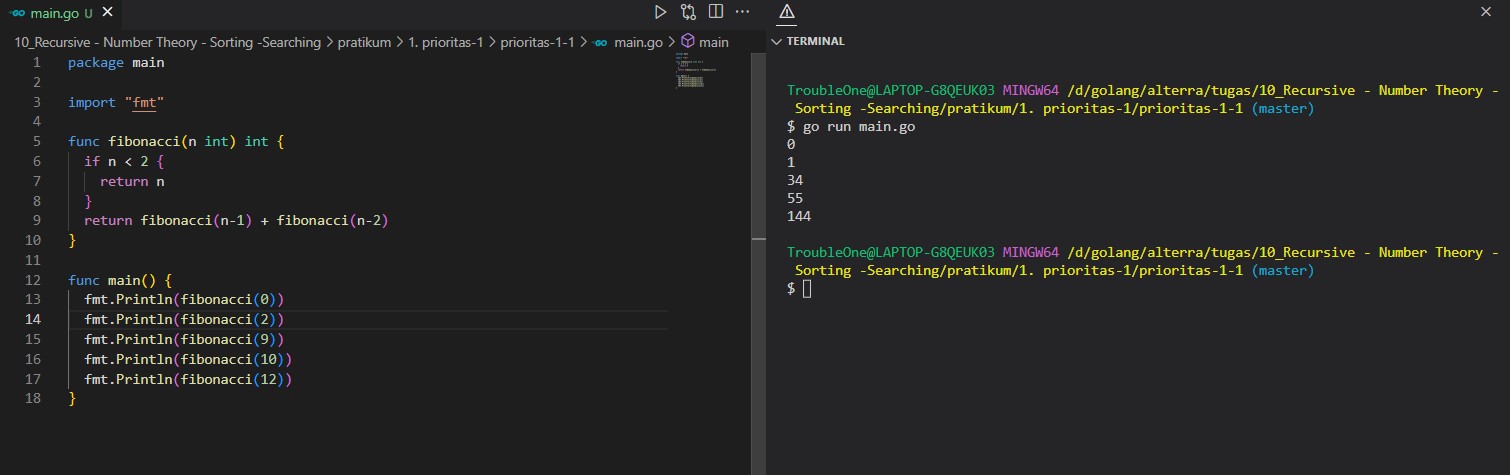 GO main.go U
10_Recursive - Number Theory - Sorting -Searching > pratikum > 1. prioritas-1 > prioritas-1-1 > GO main.go > main
1 package main
2
3 import "fmt"
4
5 func fibonacci(n int) int {
6   if n < 2 {
7     return n
8   }
9   return fibonacci(n-1) + fibonacci(n-2)
10 }
11
12 func main() {
13   fmt.Println(fibonacci(0))
14   fmt.Println(fibonacci(2))
15   fmt.Println(fibonacci(9))
16   fmt.Println(fibonacci(10))
17   fmt.Println(fibonacci(12))
18 }
TERMINAL
TroubleOne@LAPTOP-G8QEUK03 MINGW64 /d/golang/alterra/tugas/10_Recursive - Number Theory -
Sorting -Searching/pratikum/1. prioritas-1/prioritas-1-1 (master)
$ go run main.go
0
1
34
55
144
TroubleOne@LAPTOP-G8QEUK03 MINGW64 /d/golang/alterra/tugas/10_Recursive - Number Theory -
Sorting -Searching/pratikum/1. prioritas-1/prioritas-1-1 (master)
$